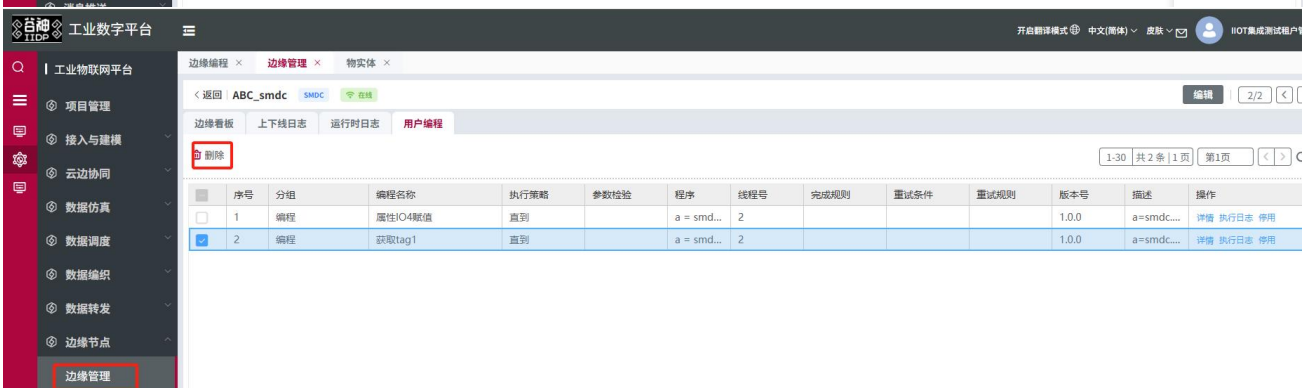 谷神 IIDP 工业数字平台 开启翻译模式 中文(简体) 皮肤 IIOT集成测试租户管
工业物联网平台 边缘编程 × 边缘管理 × 物实体 ×
项目管理 <返回 ABC_smdc SMDC 在线 编辑 2/2
接入与建模 边缘看板 上下线日志 运行时日志 用户编程
云边协同 删除 1-30 共2条 1页 第1页
数据仿真 序号 分组 编程名称 执行策略 参数检验 程序 线程号 完成规则 重试条件 重试规则 版本号 描述 操作
1 编程 属性IO4赋值 直到 a = smd... 2 1.0.0 a=smdc.... 详情 执行日志 停用
数据调度 2 编程 获取tag1 直到 a = smd... 2 1.0.0 a=smdc.... 详情 执行日志 停用
数据编织
数据转发
边缘节点
边缘管理